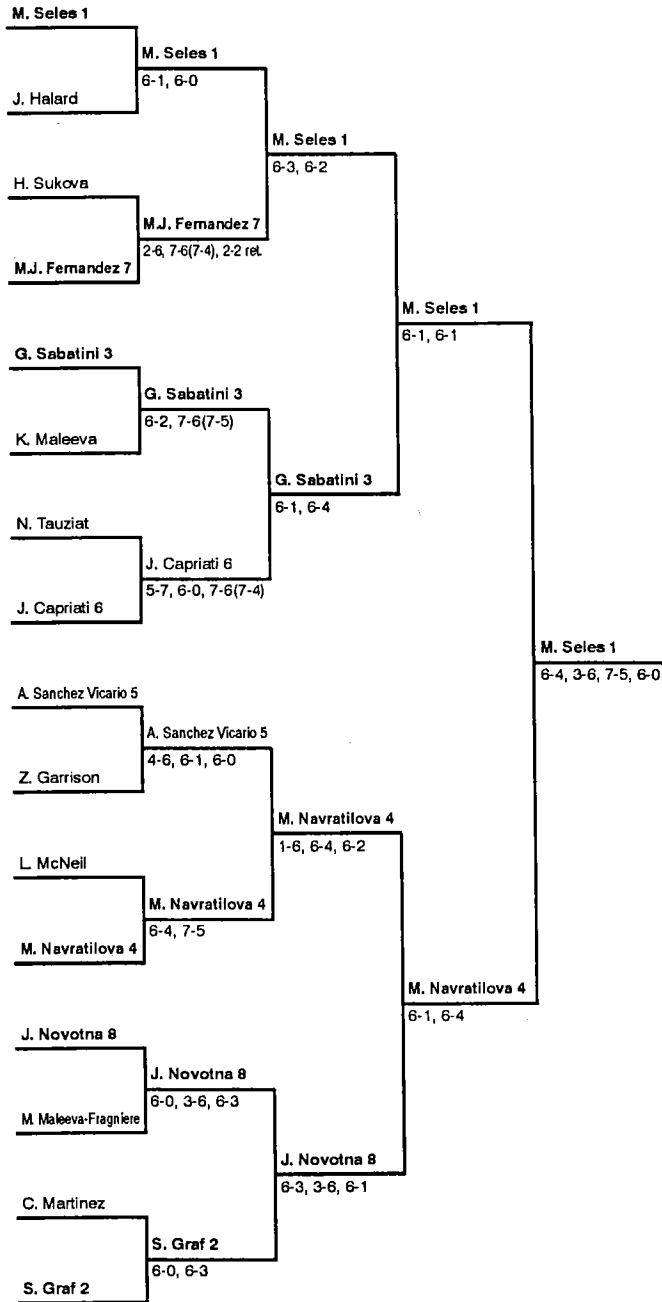 M. Seles 1
M. Seles 1
6-1, 6-0
J. Halard
M. Seles 1
6-3, 6-2
H. Sukova
M.J. Fernandez 7
2-6, 7-6(7-4), 2-2 ret.
M.J. Fernandez 7
M. Seles 1
6-1, 6-1
G. Sabatini 3
G. Sabatini 3
6-2, 7-6(7-5)
K. Maleeva
G. Sabatini 3
6-1, 6-4
N. Tauziat
J. Capriati 6
5-7, 6-0, 7-6(7-4)
J. Capriati 6
M. Seles 1
6-4, 3-6, 7-5, 6-0
A. Sanchez Vicario 5
A. Sanchez Vicario 5
4-6, 6-1, 6-0
Z. Garrison
M. Navratilova 4
1-6, 6-4, 6-2
L. McNeil
M. Navratilova 4
6-4, 7-5
M. Navratilova 4
M. Navratilova 4
6-1, 6-4
J. Novotna 8
J. Novotna 8
6-0, 3-6, 6-3
M. Maleeva-Fragniere
J. Novotna 8
6-3, 3-6, 6-1
C. Martinez
S. Graf 2
6-0, 6-3
S. Graf 2